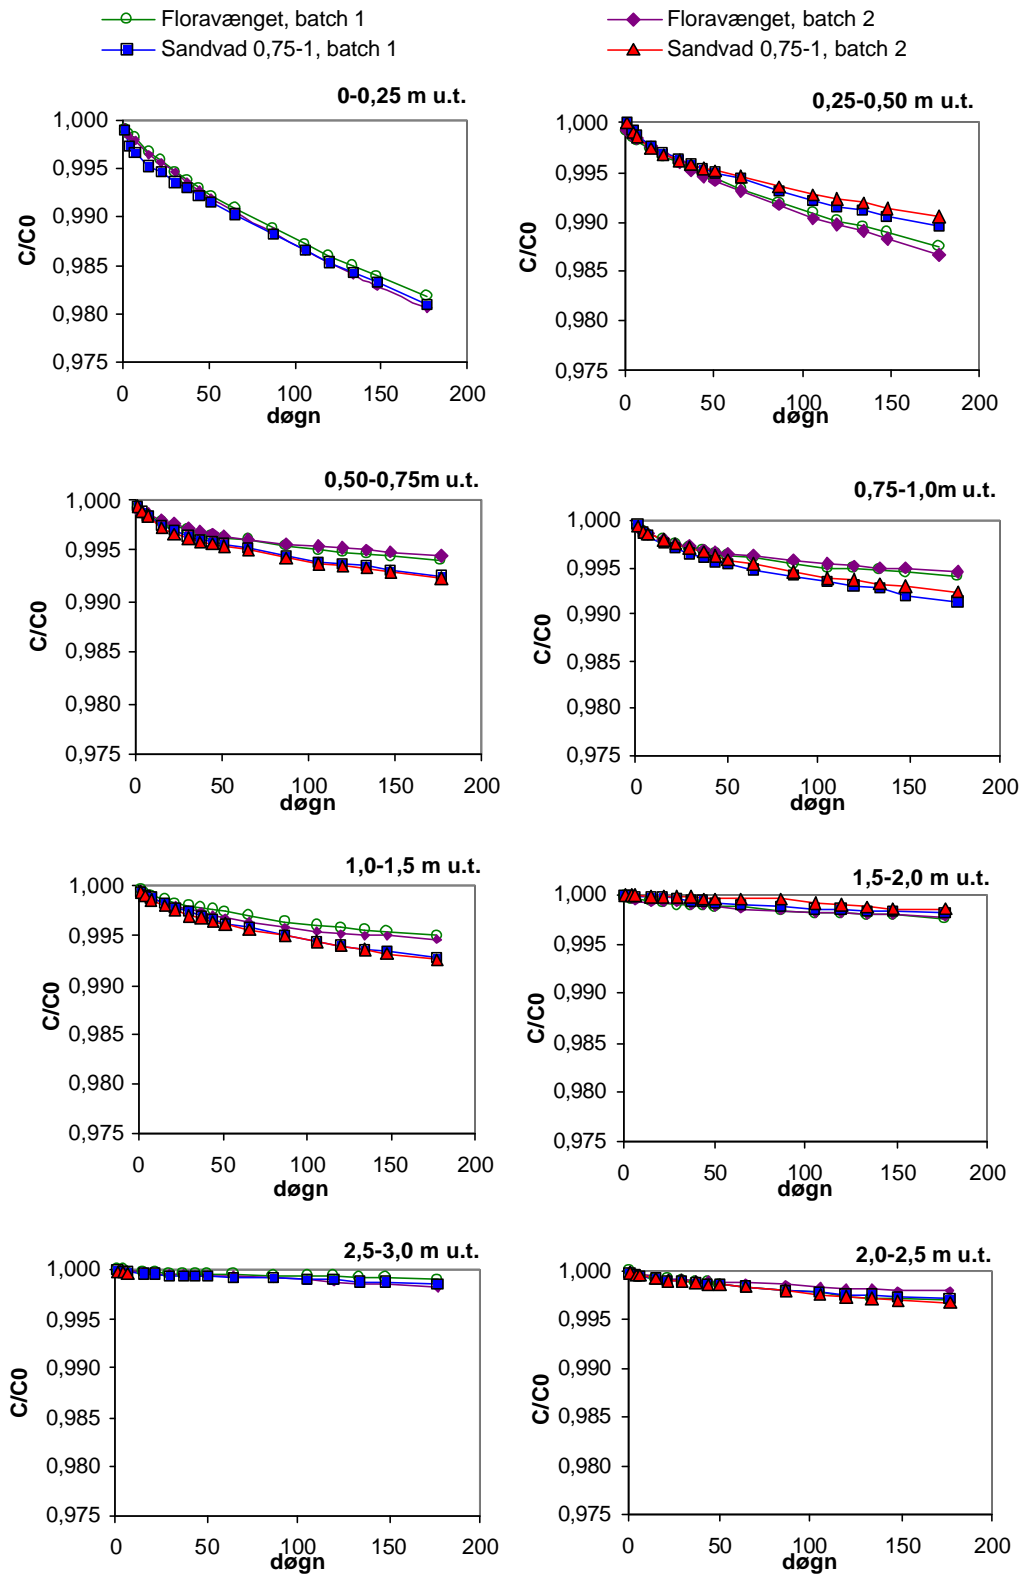 Floravænget, batch 1
Floravænget, batch 2
Sandvad 0,75-1, batch 1
Sandvad 0,75-1, batch 2
0-0,25 m u.t.
1,000
0,995
0,990
0,985
0,980
0,975
C/C0
0 50 100 150 200
døgn
0,25-0,50 m u.t.
1,000
0,995
0,990
0,985
0,980
0,975
C/C0
0 50 100 150 200
døgn
0,50-0,75m u.t.
1,000
0,995
0,990
0,985
0,980
0,975
C/C0
0 50 100 150 200
døgn
0,75-1,0m u.t.
1,000
0,995
0,990
0,985
0,980
0,975
C/C0
0 50 100 150 200
døgn
1,0-1,5 m u.t.
1,000
0,995
0,990
0,985
0,980
0,975
C/C0
0 50 100 150 200
døgn
1,5-2,0 m u.t.
1,000
0,995
0,990
0,985
0,980
0,975
C/C0
0 50 100 150 200
døgn
2,5-3,0 m u.t.
1,000
0,995
0,990
0,985
0,980
0,975
C/C0
0 50 100 150 200
døgn
2,0-2,5 m u.t.
1,000
0,995
0,990
0,985
0,980
0,975
C/C0
0 50 100 150 200
døgn